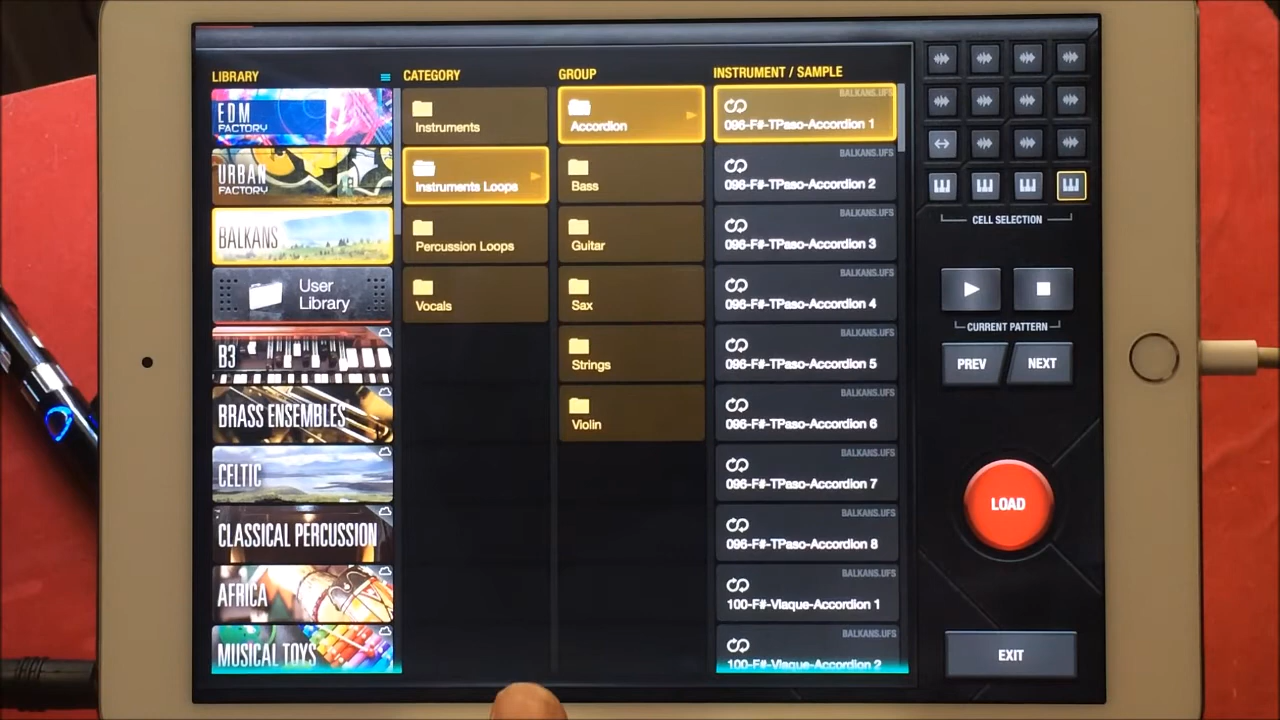 LIBRARY
EDM
FACTORY
URBAN
FACTORY
BALKANS
User
Library
B3
BRASS ENSEMBLES
CELTIC
CLASSICAL PERCUSSION
AFRICA
MUSICAL TOYS
CATEGORY
Instruments
Instruments Loops
Percussion Loops
Vocals
GROUP
Accordion
Bass
Guitar
Sax
Strings
Violin
INSTRUMENT / SAMPLE
BALKANS.UFS
096-F#-TPaso-Accordion 1
BALKANS.UFS
096-F#-TPaso-Accordion 2
BALKANS.UFS
096-F#-TPaso-Accordion 3
BALKANS.UFS
096-F#-TPaso-Accordion 4
BALKANS.UFS
096-F#-TPaso-Accordion 5
BALKANS.UFS
096-F#-TPaso-Accordion 6
BALKANS.UFS
096-F#-TPaso-Accordion 7
BALKANS.UFS
096-F#-TPaso-Accordion 8
BALKANS.UFS
100-F#-Vlaque-Accordion 1
BALKANS.UFS
100-F#-Vlaque-Accordion 2
CELL SELECTION
CURRENT PATTERN
PREV
NEXT
LOAD
EXIT